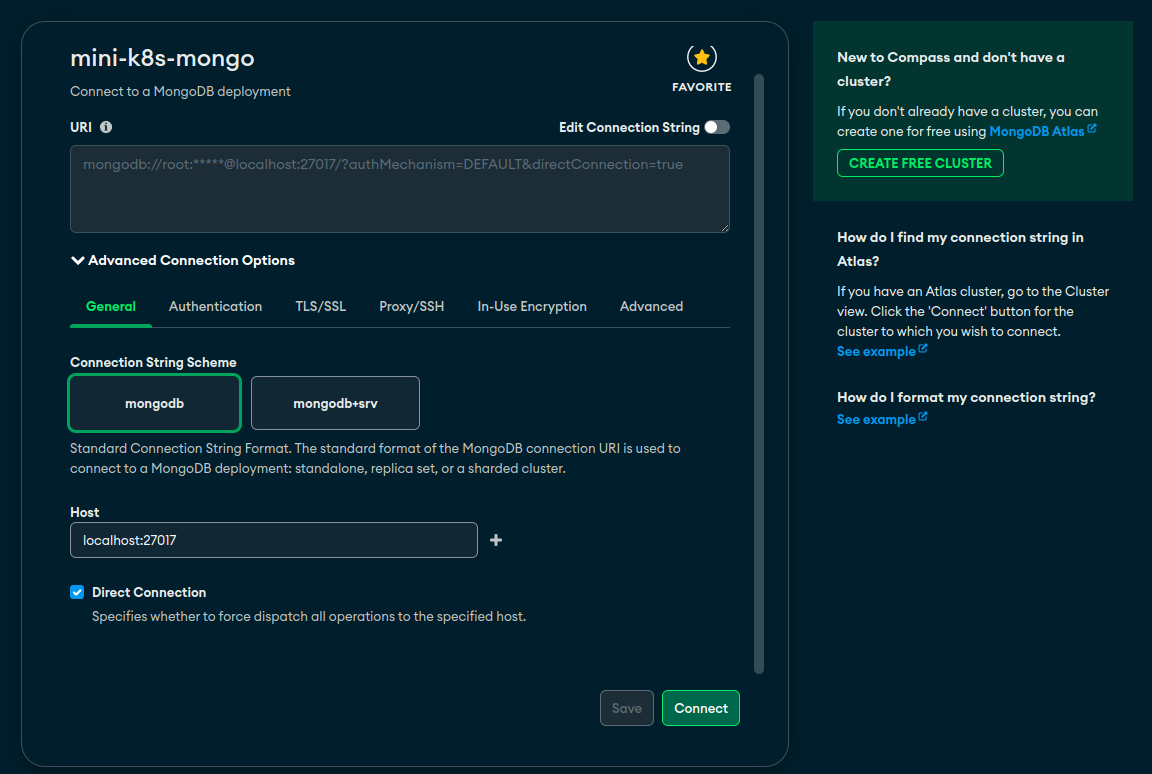 mini-k8s-mongo
FAVORITE
Connect to a MongoDB deployment
URI
Edit Connection String
mongodb://root:*****@localhost:27017/?authMechanism=DEFAULT&directConnection=true
Advanced Connection Options
General
Authentication
TLS/SSL
Proxy/SSH
In-Use Encryption
Advanced
Connection String Scheme
mongodb
mongodb+srv
Standard Connection String Format. The standard format of the MongoDB connection URI is used to
connect to a MongoDB deployment: standalone, replica set, or a sharded cluster.
Host
localhost:27017
Direct Connection
Specifies whether to force dispatch all operations to the specified host.
Save
Connect
New to Compass and don't have a
cluster?
If you don't already have a cluster, you can
create one for free using MongoDB Atlas
CREATE FREE CLUSTER
How do I find my connection string in
Atlas?
If you have an Atlas cluster, go to the Cluster
view. Click the 'Connect' button for the
cluster to which you wish to connect.
See example
How do I format my connection string?
See example